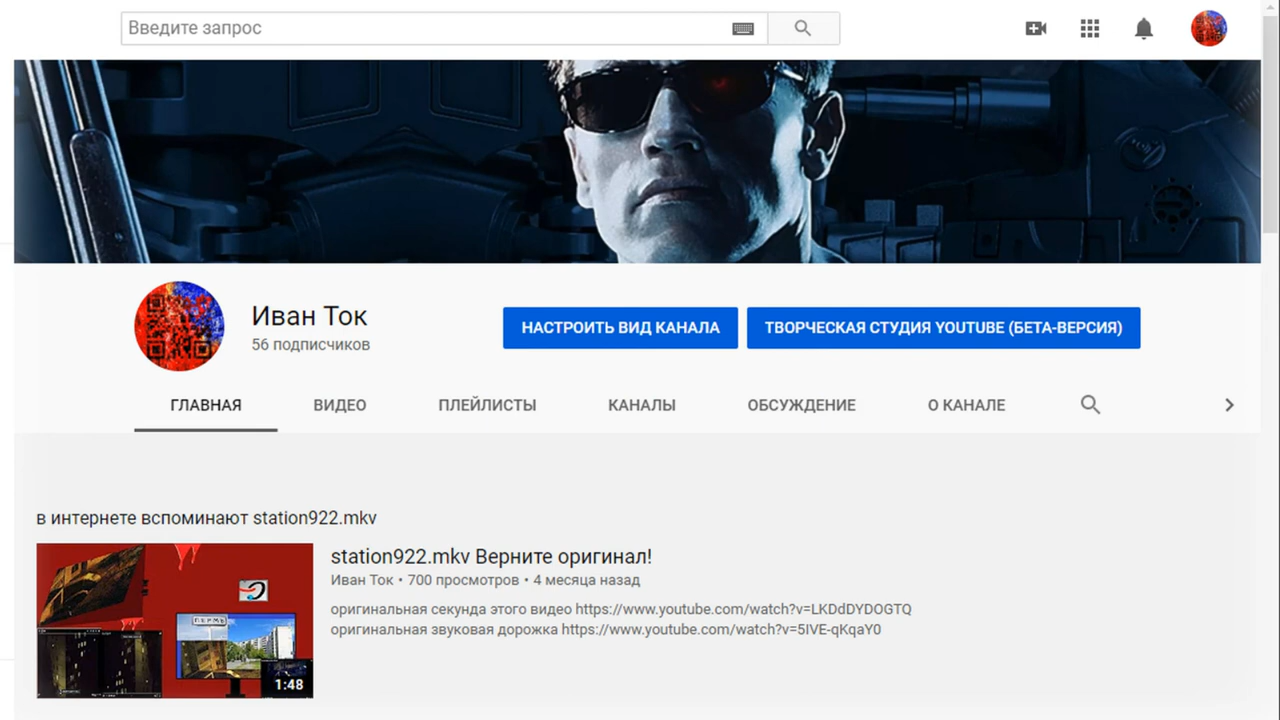 Введите запрос
Иван Ток
56 подписчиков
НАСТРОИТЬ ВИД КАНАЛА
ТВОРЧЕСКАЯ СТУДИЯ YOUTUBE (БЕТА-ВЕРСИЯ)
ГЛАВНАЯ ВИДЕО ПЛЕЙЛИСТЫ КАНАЛЫ ОБСУЖДЕНИЕ О КАНАЛЕ
в интернете вспоминают station922.mkv
station922.mkv Верните оригинал!
Иван Ток • 700 просмотров • 4 месяца назад
оригинальная секунда этого видео https://www.youtube.com/watch?v=LKDdDYDOGTQ
оригинальная звуковая дорожка https://www.youtube.com/watch?v=5IVE-qKqaY0
ПЕРМЬ
1:48